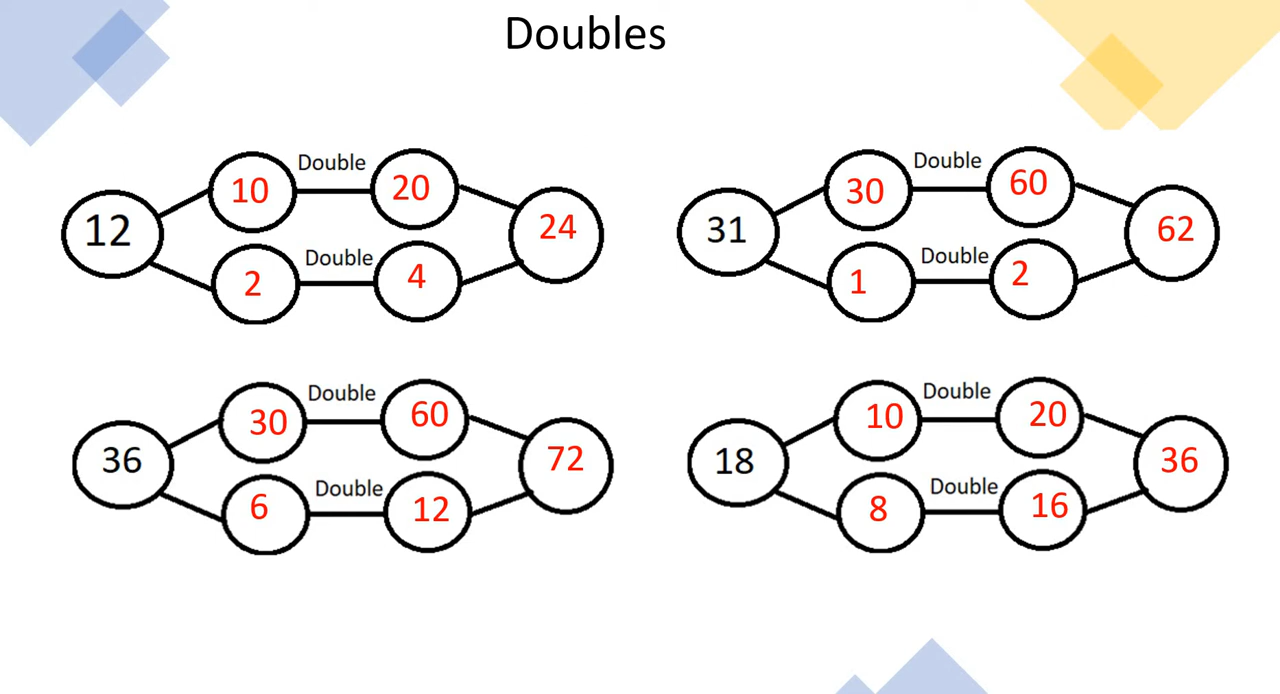 Doubles
Double Double
10 20 30 60
12 24 31 62
Double Double
2 4 1 2
Double Double
30 60 10 20
36 72 18 36
Double Double
6 12 8 16